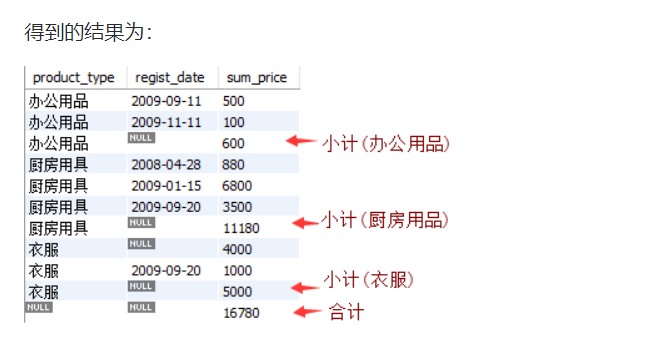 得到的结果为：
product_type regist_date sum_price
办公用品 2009-09-11 500
办公用品 2009-11-11 100
办公用品 NULL 600 小计(办公用品)
厨房用具 2008-04-28 880
厨房用具 2009-01-15 6800
厨房用具 2009-09-20 3500
厨房用具 NULL 11180 小计(厨房用品)
衣服 NULL 4000
衣服 2009-09-20 1000
衣服 NULL 5000 小计(衣服)
NULL NULL 16780 合计